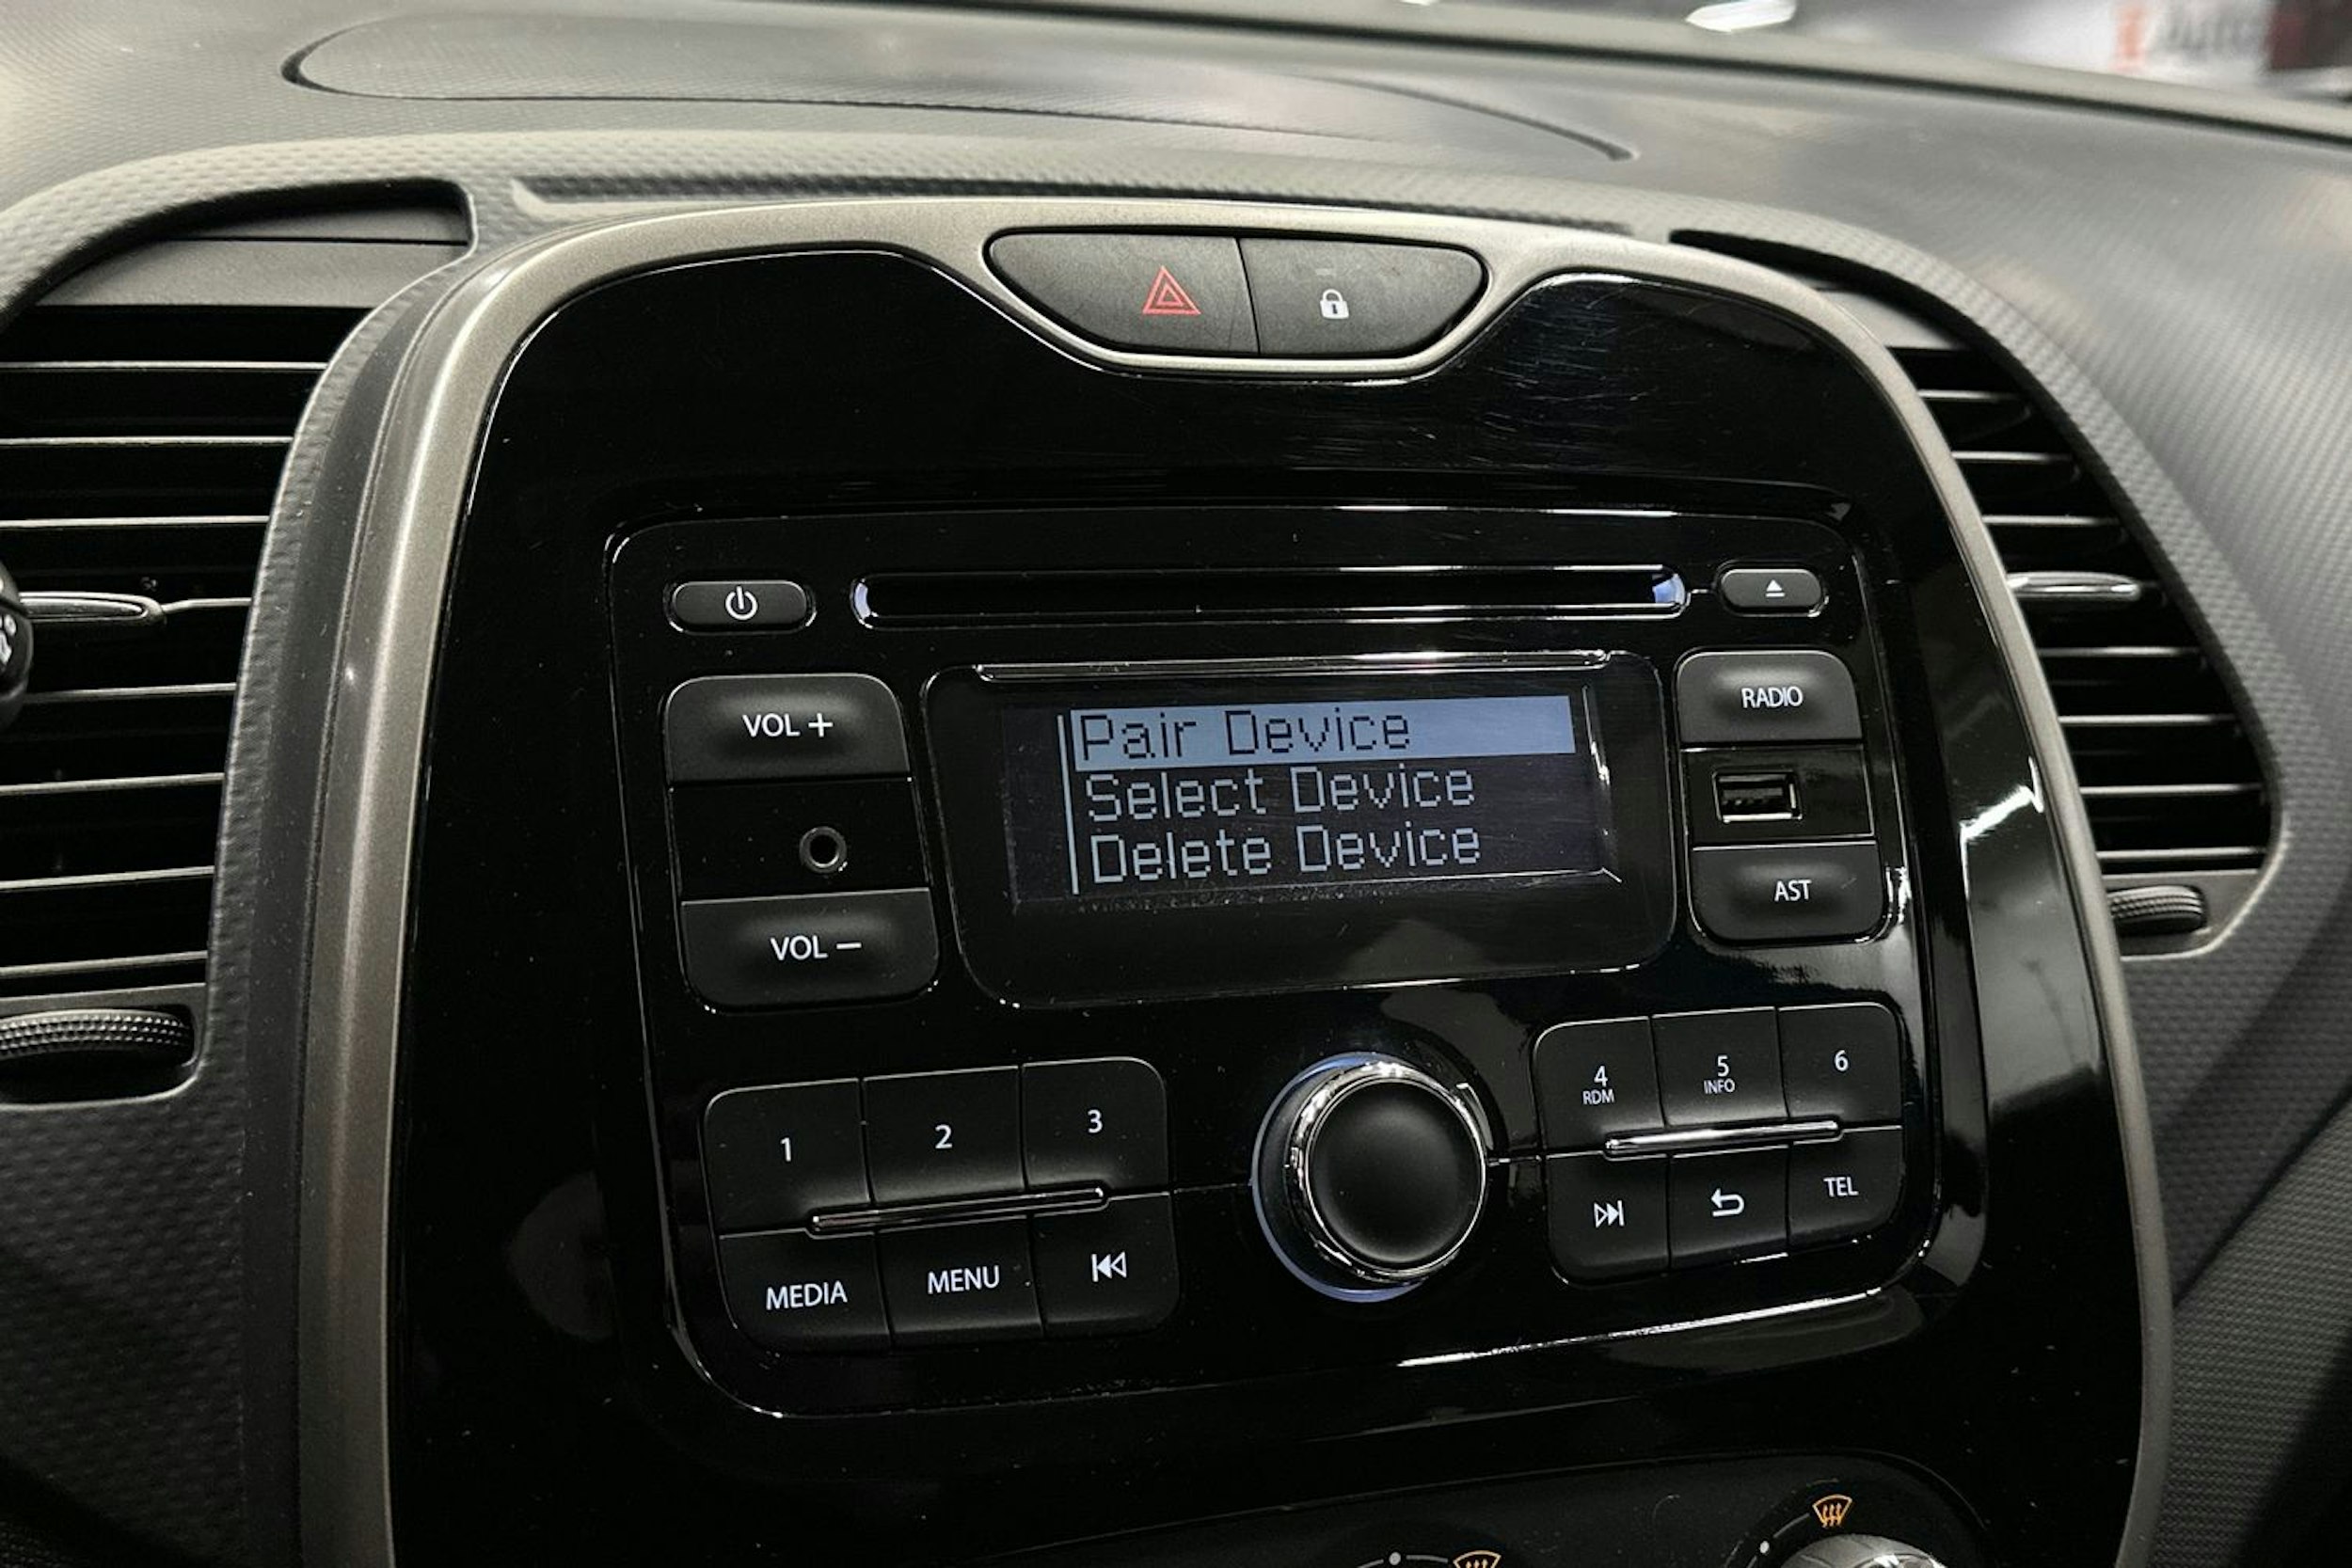 VOL +
Pair Device
Select Device
Delete Device
RADIO
AST
VOL −
1
2
3
4
RDM
5
INFO
6
MEDIA
MENU
TEL